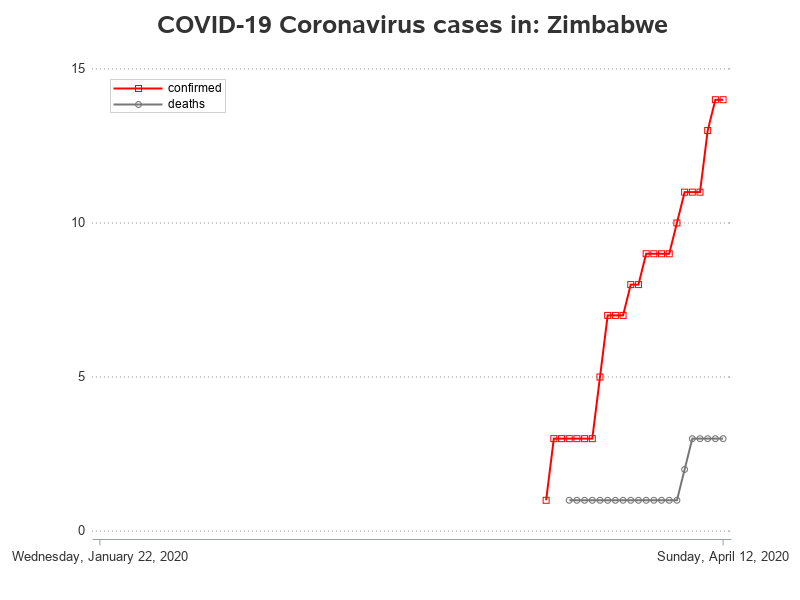 COVID-19 Coronavirus cases in: Zimbabwe
15
confirmed
deaths
10
5
0
Wednesday, January 22, 2020
Sunday, April 12, 2020